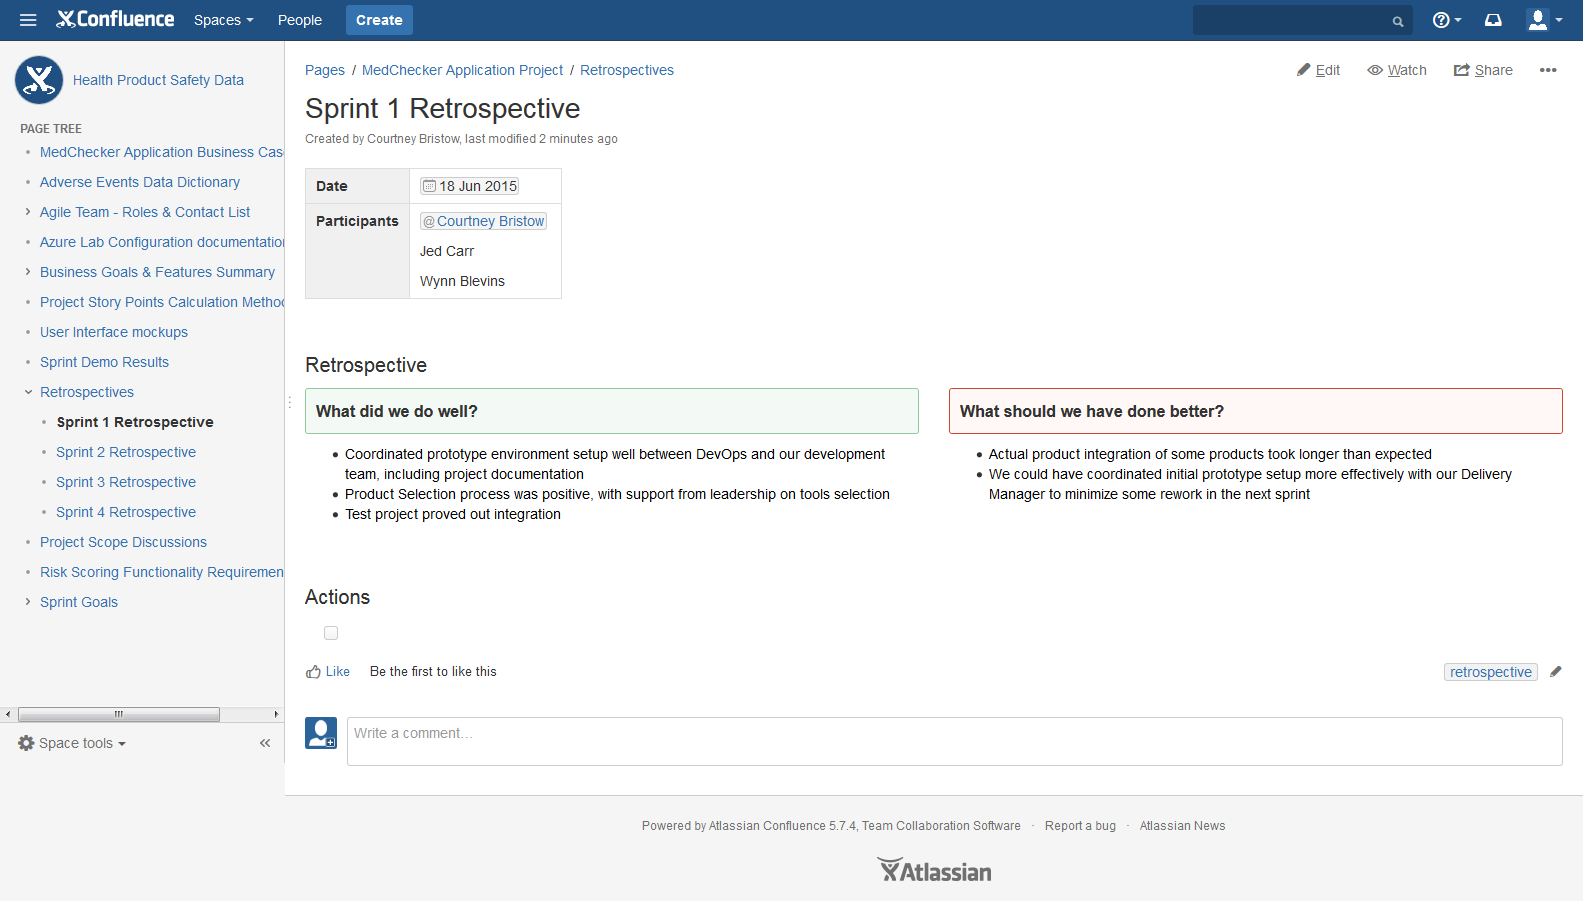 Confluence Spaces People Create
Health Product Safety Data
PAGE TREE
MedChecker Application Business Cas
Adverse Events Data Dictionary
Agile Team - Roles & Contact List
Azure Lab Configuration documentation
Business Goals & Features Summary
Project Story Points Calculation Method
User Interface mockups
Sprint Demo Results
Retrospectives
Sprint 1 Retrospective
Sprint 2 Retrospective
Sprint 3 Retrospective
Sprint 4 Retrospective
Project Scope Discussions
Risk Scoring Functionality Requiremen
Sprint Goals
Space tools
Pages / MedChecker Application Project / Retrospectives
Edit Watch Share
Sprint 1 Retrospective
Created by Courtney Bristow, last modified 2 minutes ago
Date 18 Jun 2015
Participants @Courtney Bristow
Jed Carr
Wynn Blevins
Retrospective
What did we do well?
• Coordinated prototype environment setup well between DevOps and our development
team, including project documentation
• Product Selection process was positive, with support from leadership on tools selection
• Test project proved out integration
What should we have done better?
• Actual product integration of some products took longer than expected
• We could have coordinated initial prototype setup more effectively with our Delivery
Manager to minimize some rework in the next sprint
Actions
Like Be the first to like this
retrospective
Write a comment…
Powered by Atlassian Confluence 5.7.4, Team Collaboration Software · Report a bug · Atlassian News
Atlassian